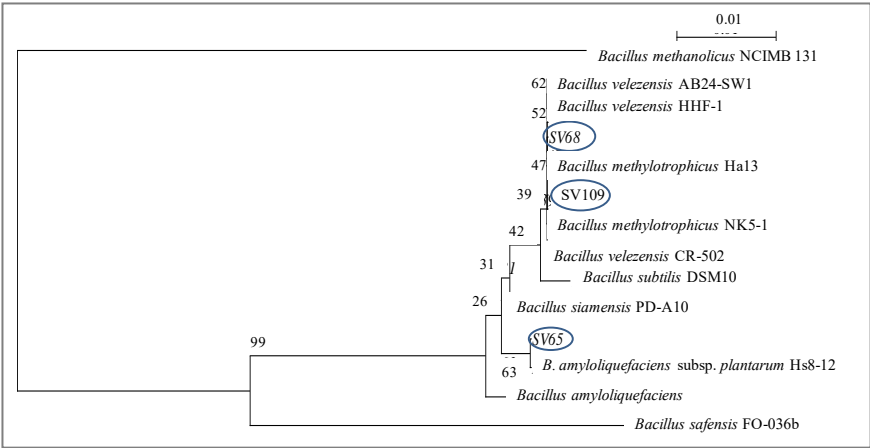 0.01
Bacillus methanolicus NCIMB 131
62
Bacillus velezensis AB24-SW1
Bacillus velezensis HHF-1
52
SV68
47
Bacillus methylotrophicus Ha13
39
SV109
Bacillus methylotrophicus NK5-1
42
Bacillus velezensis CR-502
31
Bacillus subtilis DSM10
26
Bacillus siamensis PD-A10
SV65
99
B. amyloliquefaciens subsp. plantarum Hs8-12
63
Bacillus amyloliquefaciens
Bacillus safensis FO-036b